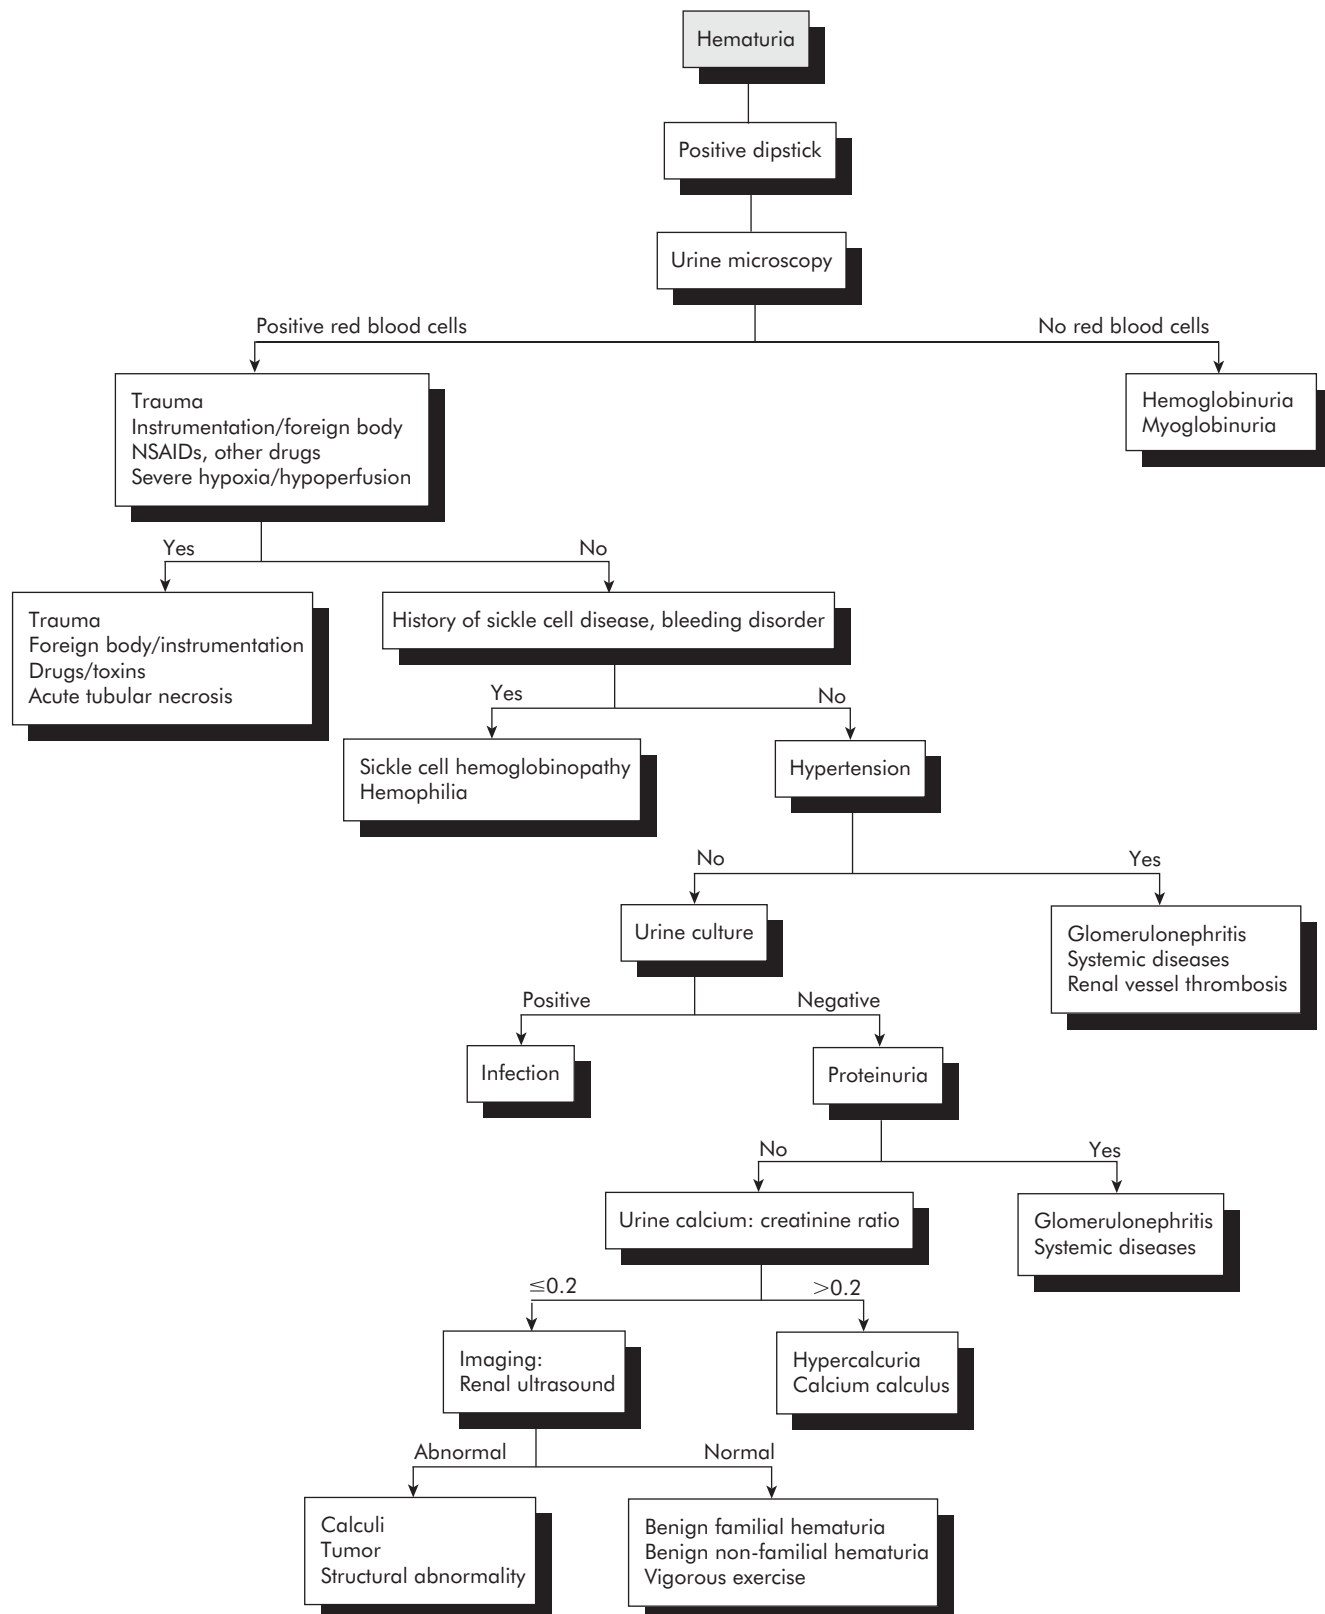 Hematuria
Positive dipstick
Urine microscopy
Positive red blood cells
No red blood cells
Trauma
Instrumentation/foreign body
NSAIDs, other drugs
Severe hypoxia/hypoperfusion
Hemoglobinuria
Myoglobinuria
Yes
No
Trauma
Foreign body/instrumentation
Drugs/toxins
Acute tubular necrosis
History of sickle cell disease, bleeding disorder
Yes
No
Sickle cell hemoglobinopathy
Hemophilia
Hypertension
No
Yes
Urine culture
Glomerulonephritis
Systemic diseases
Renal vessel thrombosis
Positive
Negative
Infection
Proteinuria
No
Yes
Urine calcium: creatinine ratio
Glomerulonephritis
Systemic diseases
≤0.2
>0.2
Imaging:
Renal ultrasound
Hypercalcuria
Calcium calculus
Abnormal
Normal
Calculi
Tumor
Structural abnormality
Benign familial hematuria
Benign non-familial hematuria
Vigorous exercise